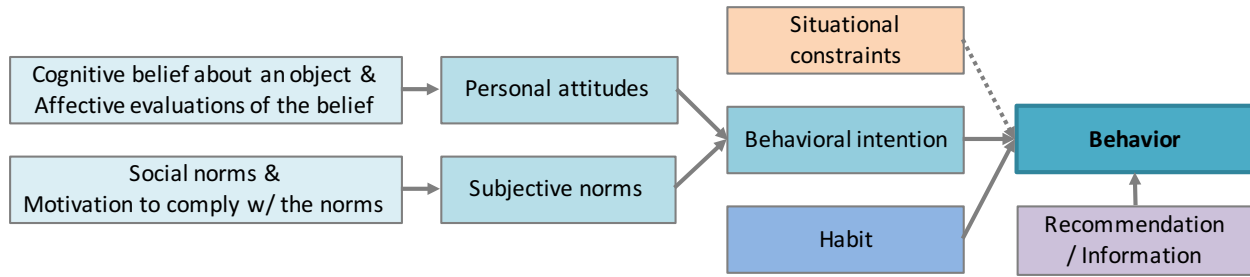 Cognitive belief about an object &
Affective evaluations of the belief
Personal attitudes
Social norms &
Motivation to comply w/ the norms
Subjective norms
Situational
constraints
Behavioral intention
Habit
Behavior
Recommendation
/ Information